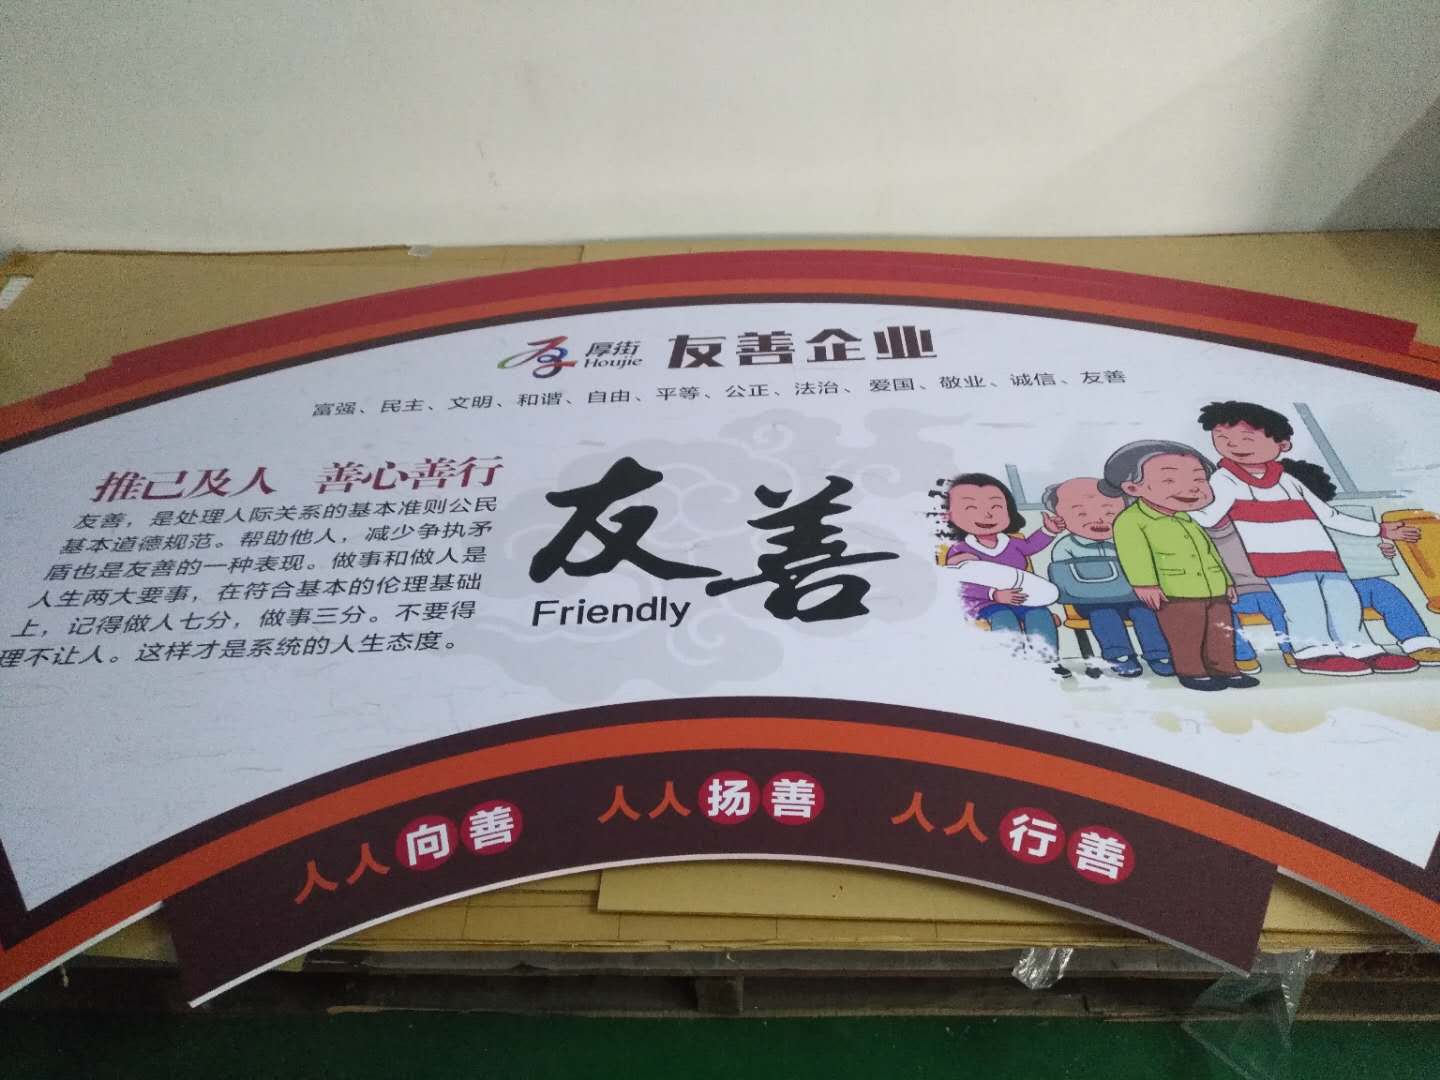 厚街 友善企业
Houjie
富强、民主、文明、和谐、自由、平等、公正、法治、爱国、敬业、诚信、友善
推己及人 善心善行
友善，是处理人际关系的基本准则公民
基本道德规范。帮助他人，减少争执矛
盾也是友善的一种表现。做事和做人是
人生两大要事，在符合基本的伦理基础
上，记得做人七分，做事三分。不要得
理不让人。这样才是系统的人生态度。
友善
Friendly
人人向善 人人扬善 人人行善